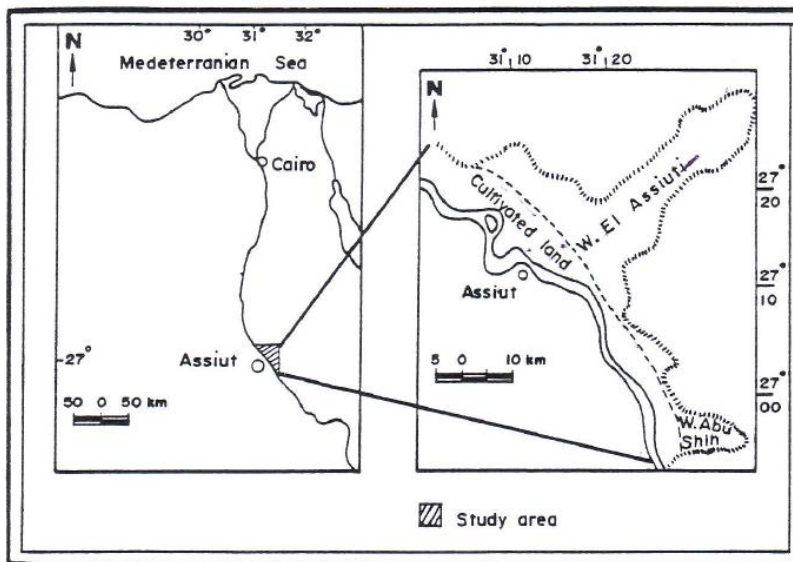 30° 31° 32°
N
Medeterranian Sea
Cairo
27°
Assiut
50 0 50 km
31° 10 31° 20
N
Cultivated land
W. El Assiuti
27° 20
Assiut
27° 10
5 0 10 km
27° 00
W. Abu
Shih
Study area